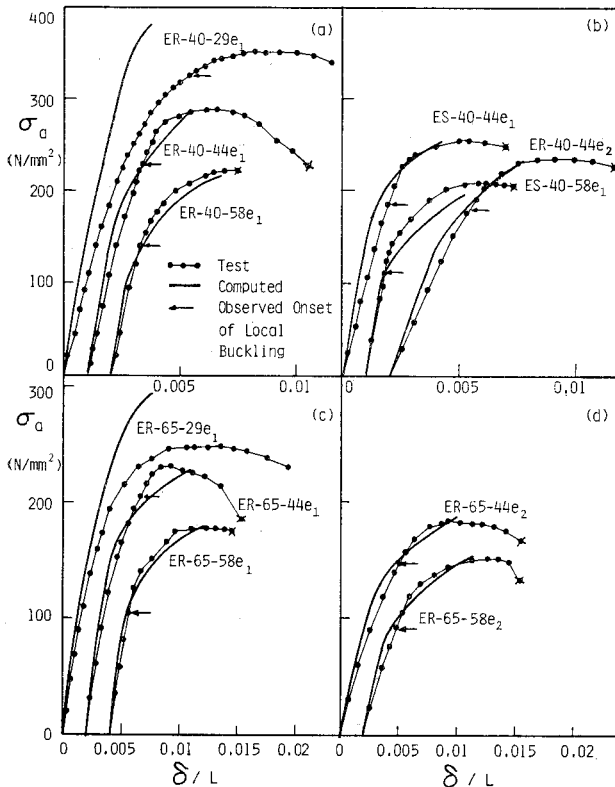 400
(a)
ER-40-29e1
300
σa
(N/mm²)
ER-40-44e1
200
ER-40-58e1
100
Test
Computed
Observed Onset
of Local
Buckling
0
0.005
0.01
(b)
ES-40-44e1
ER-40-44e2
ES-40-58e1
0
0.005
0.01
300
(c)
σa
(N/mm²)
ER-65-29e1
200
ER-65-44e1
ER-65-58e1
100
0
0
0.005
0.01
0.015
0.02
δ/L
(d)
ER-65-44e2
ER-65-58e2
0
0.005
0.01
0.015
0.02
δ/L